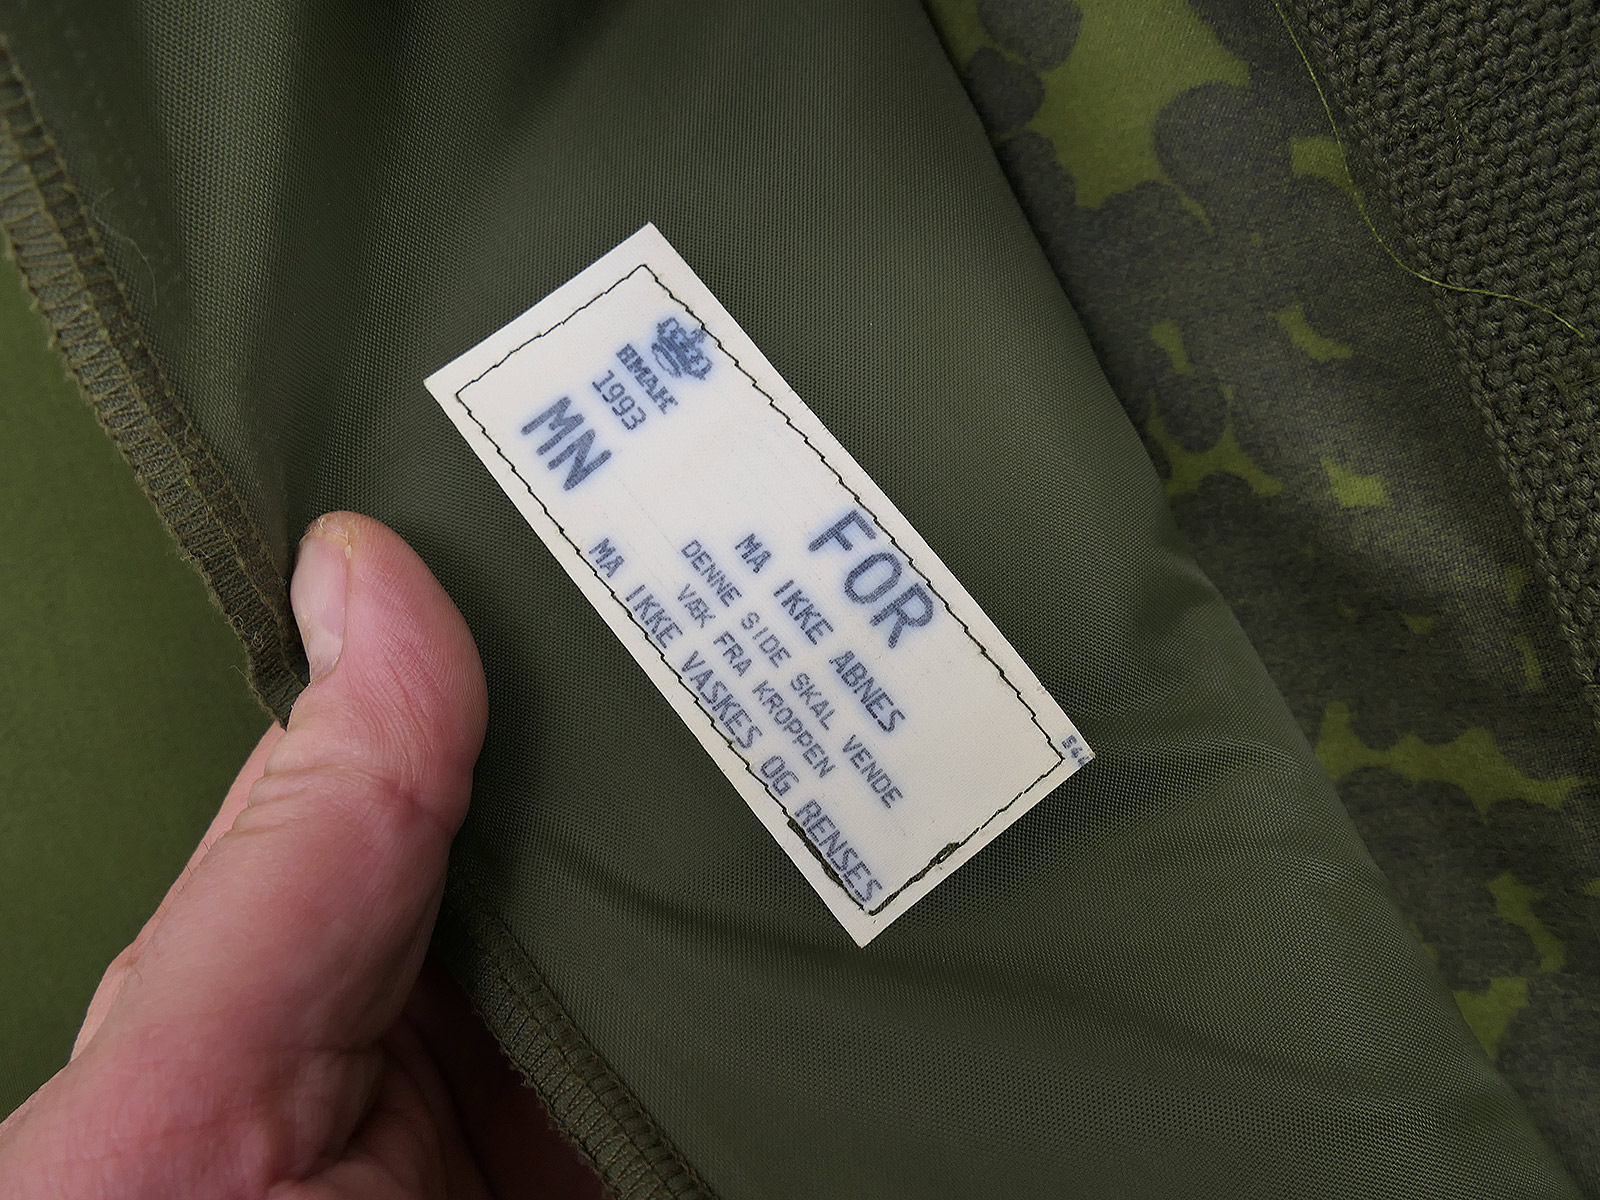 HMAK
1993
MN
FOR
MA IKKE ABNES
DENNE SIDE SKAL VENDE
VÆK FRA KROPPEN
MA IKKE VASKES OG RENSES